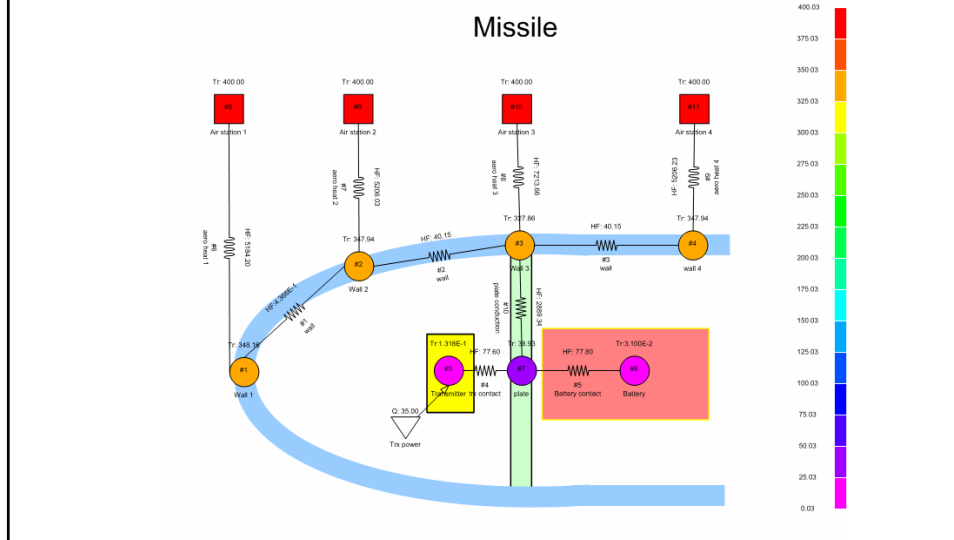 Missile
400.03
375.03
350.03
325.03
300.03
275.03
250.03
225.03
200.03
175.03
150.03
125.03
100.03
75.03
50.03
25.03
0.03
Tr: 400.00
Tr: 400.00
Tr: 400.00
Tr: 400.00
#8
#9
#10
#11
Air station 1
Air station 2
Air station 3
Air station 4
HF: 5184.20
#6
aero heat 1
HF: 5206.03
#7
aero heat 2
HF: 7213.66
#8
aero heat 3
HF: 5206.23
#9
aero heat 4
Tr: 347.94
#2
Wall 2
HF: 40.15
#2
wall
Tr: 327.86
#3
Wall 3
HF: 40.15
#3
wall
Tr: 347.94
#4
wall 4
HF:4.366E-1
#1
wall
Tr: 348.16
#1
Wall 1
HF: 2889.34
#10
plate conduction
Tr:1.318E-1
#5
Transmitter
HF: 77.60
#4
trx contact
Tr: 38.93
#7
plate
HF: 77.80
#5
Battery contact
Tr:3.100E-2
#6
Battery
Q: 35.00
Trx power